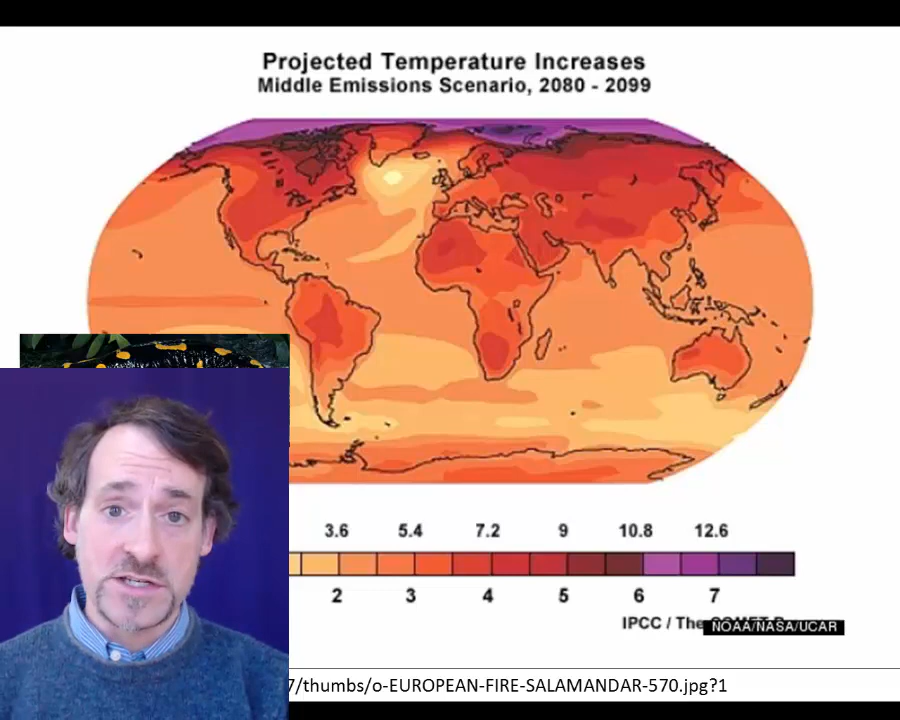 Projected Temperature Increases
Middle Emissions Scenario, 2080 - 2099
3.6 5.4 7.2 9 10.8 12.6
2 3 4 5 6 7
IPCC / The
NOAA/NASA/UCAR
7/thumbs/o-EUROPEAN-FIRE-SALAMANDAR-570.jpg?1